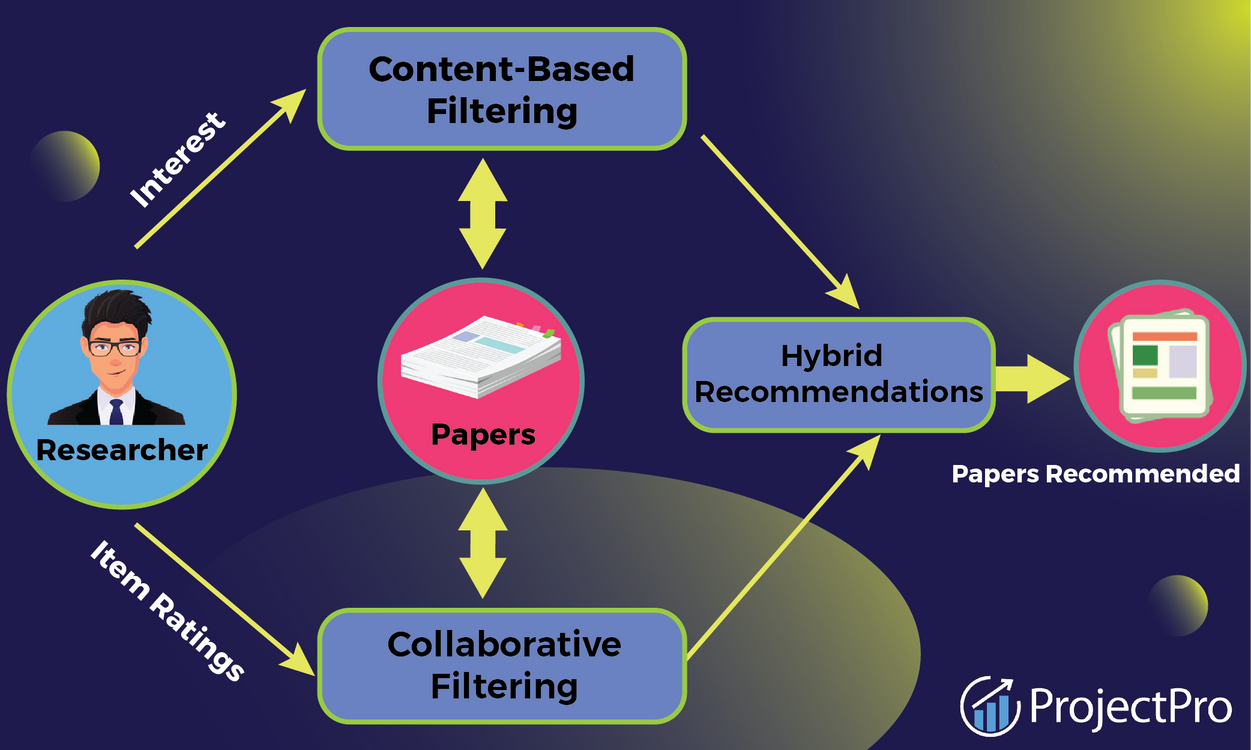 Content-Based
Filtering
Interest
Researcher
Papers
Hybrid
Recommendations
Papers Recommended
Item Ratings
Collaborative
Filtering
ProjectPro